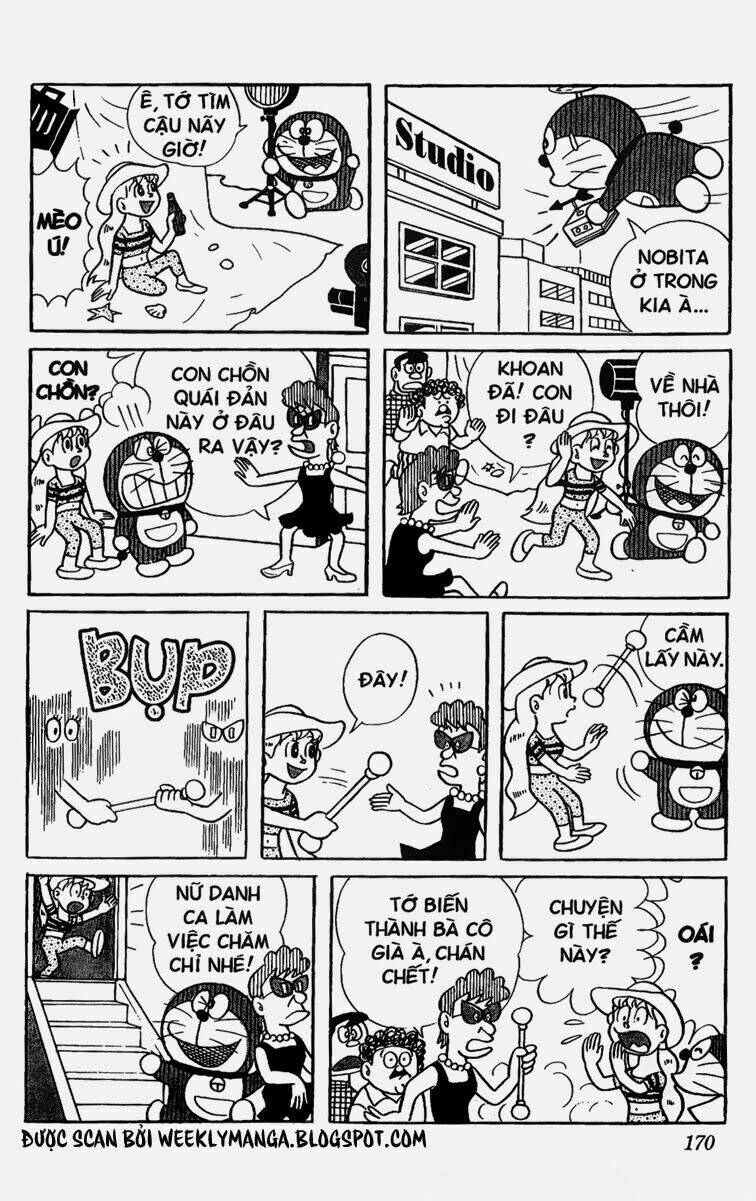 Studio
NOBITA
Ở TRONG
KIA À...
Ê, TỚ TÌM
CẬU NÃY
GIỜ!
MÈO
Ú!
VỀ NHÀ
THÔI!
KHOAN
ĐÃ! CON
ĐI ĐÂU
?
CON CHỒN
QUÁI ĐẢN
NÀY Ở ĐÂU
RA VẬY?
CON
CHỒN?
CẦM
LẤY NÀY.
ĐÂY!
BỤP
OÁI
?
CHUYỆN
GÌ THẾ
NÀY?
TỚ BIẾN
THÀNH BÀ CÔ
GIÀ À, CHÁN
CHẾT!
NỮ DANH
CA LÀM
VIỆC CHĂM
CHỈ NHÉ!
ĐƯỢC SCAN BỞI WEEKLYMANGA.BLOGSPOT.COM
170